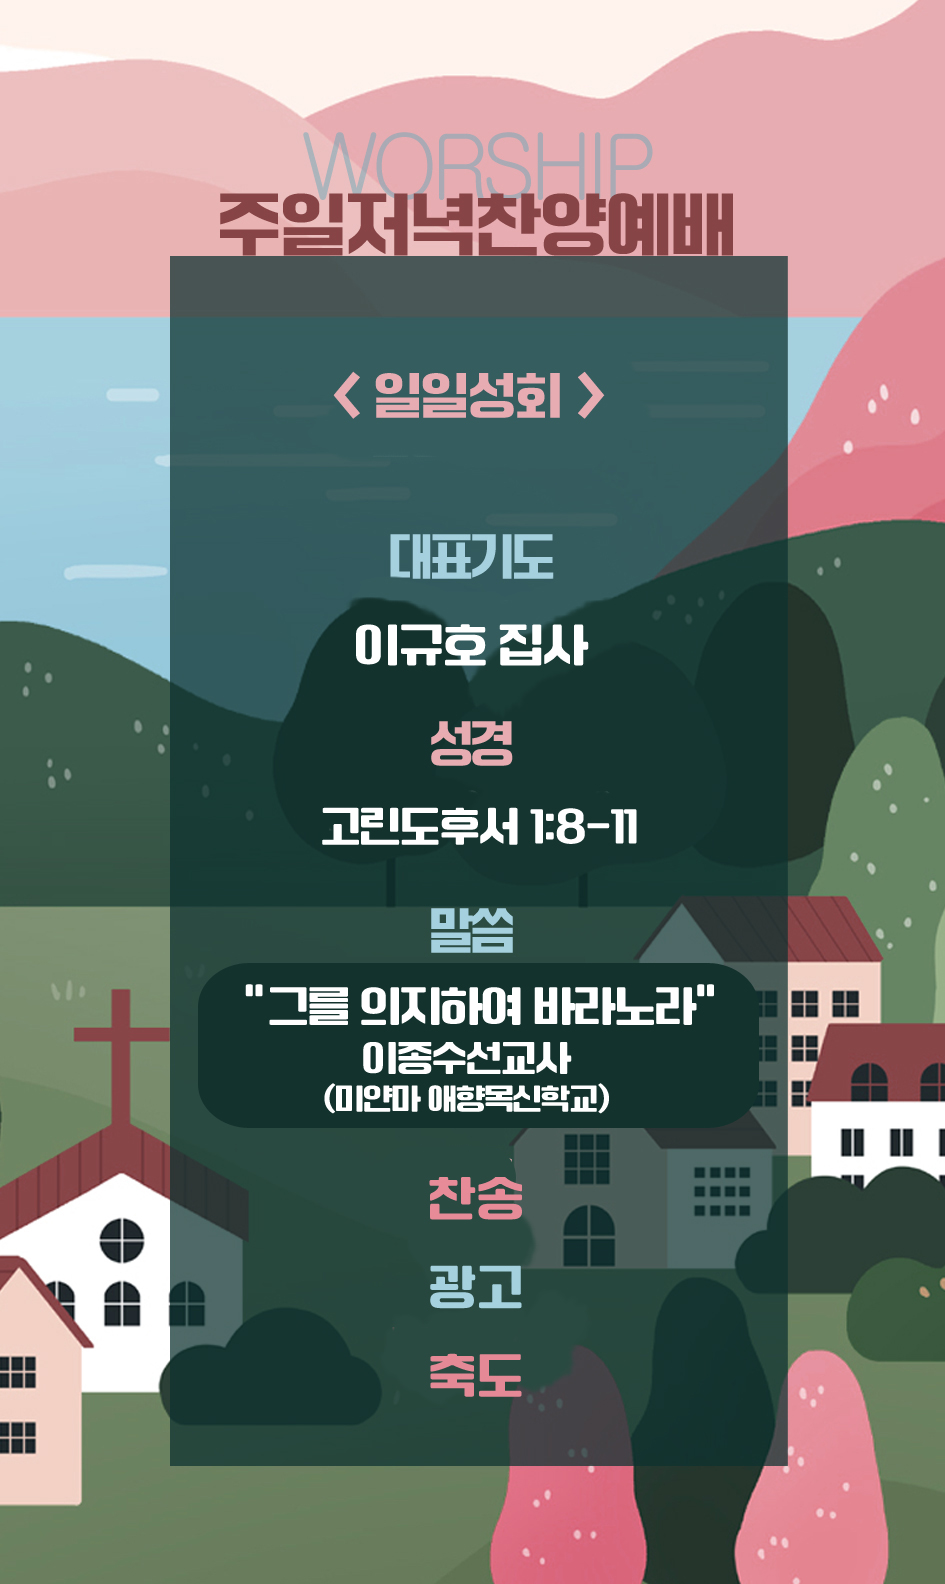 WORSHIP
주일저녁찬양예배
< 일일성회 >
대표기도
이규호 집사
성경
고린도후서 1:8-11
말씀
"그를 의지하여 바라노라"
이종수선교사
(미얀마 애향목신학교)
찬송
광고
축도